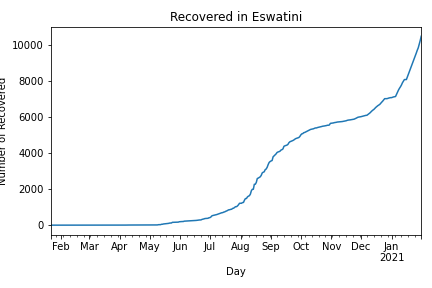 Recovered in Eswatini
Number of Recovered
10000
8000
6000
4000
2000
0
Feb Mar Apr May Jun Jul Aug Sep Oct Nov Dec Jan
2021
Day